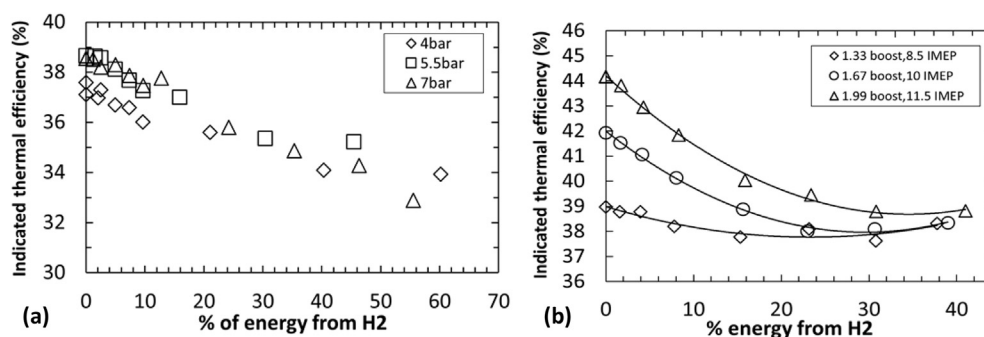 40
38
36
34
32
30
Indicated thermal efficiency (%)
4bar
5.5bar
7bar
0 10 20 30 40 50 60 70
% of energy from H2
(a)
46
45
44
43
42
41
40
39
38
37
36
Indicated thermal efficiency (%)
1.33 boost,8.5 IMEP
1.67 boost,10 IMEP
1.99 boost,11.5 IMEP
0 10 20 30 40
% energy from H2
(b)